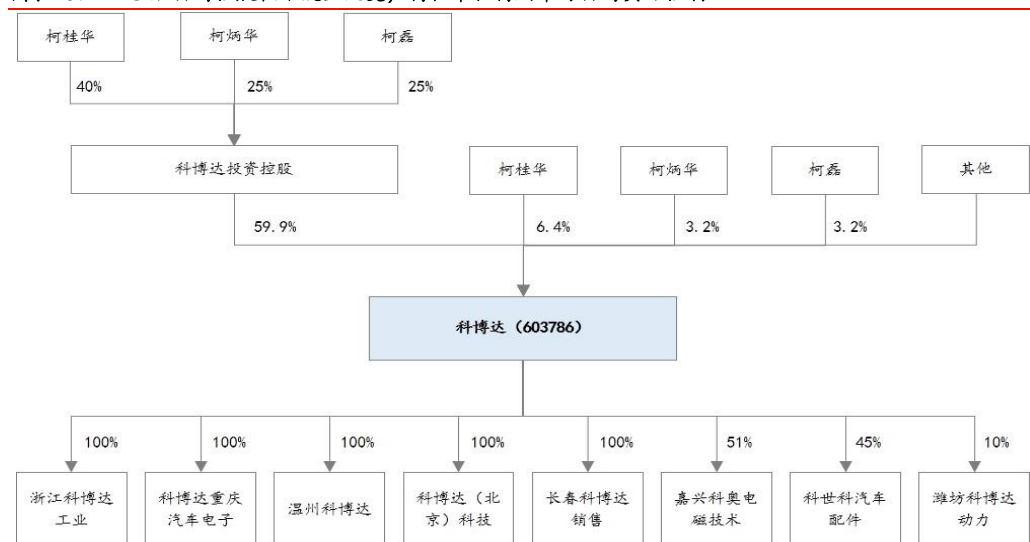 柯桂华
柯炳华
柯磊
40%
25%
25%
科博达投资控股
柯桂华
柯炳华
柯磊
其他
59.9%
6.4%
3.2%
3.2%
科博达（603786）
100%
100%
100%
100%
100%
51%
45%
10%
浙江科博达
工业
科博达重庆
汽车电子
温州科博达
科博达（北
京）科技
长春科博达
销售
嘉兴科奥电
磁技术
科世科汽车
配件
潍坊科博达
动力